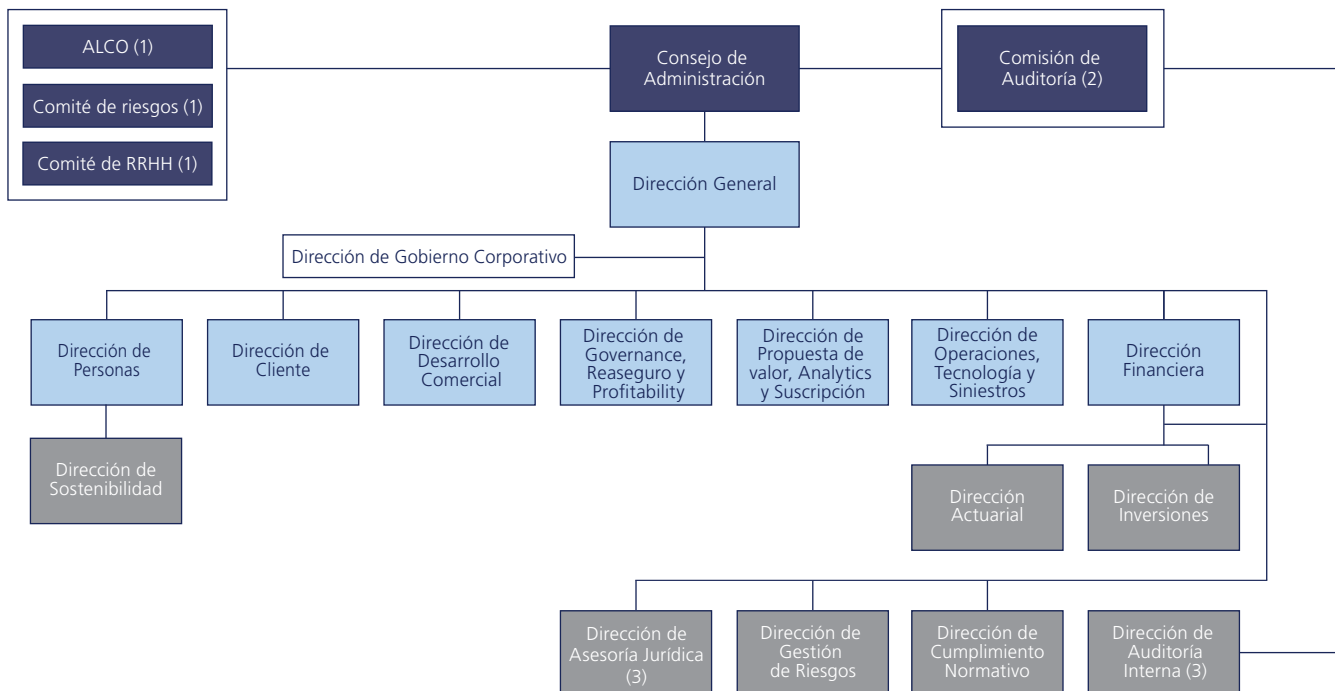 ALCO (1)
Comité de riesgos (1)
Comité de RRHH (1)
Consejo de
Administración
Comisión de
Auditoría (2)
Dirección General
Dirección de Gobierno Corporativo
Dirección de
Personas
Dirección de
Cliente
Dirección de
Desarrollo
Comercial
Dirección de
Governance,
Reaseguro y
Profitability
Dirección de
Propuesta de
valor, Analytics
y Suscripción
Dirección de
Operaciones,
Tecnología y
Siniestros
Dirección
Financiera
Dirección de
Sostenibilidad
Dirección
Actuarial
Dirección de
Inversiones
Dirección de
Asesoría Jurídica
(3)
Dirección de
Gestión
de Riesgos
Dirección de
Cumplimiento
Normativo
Dirección de
Auditoría
Interna (3)